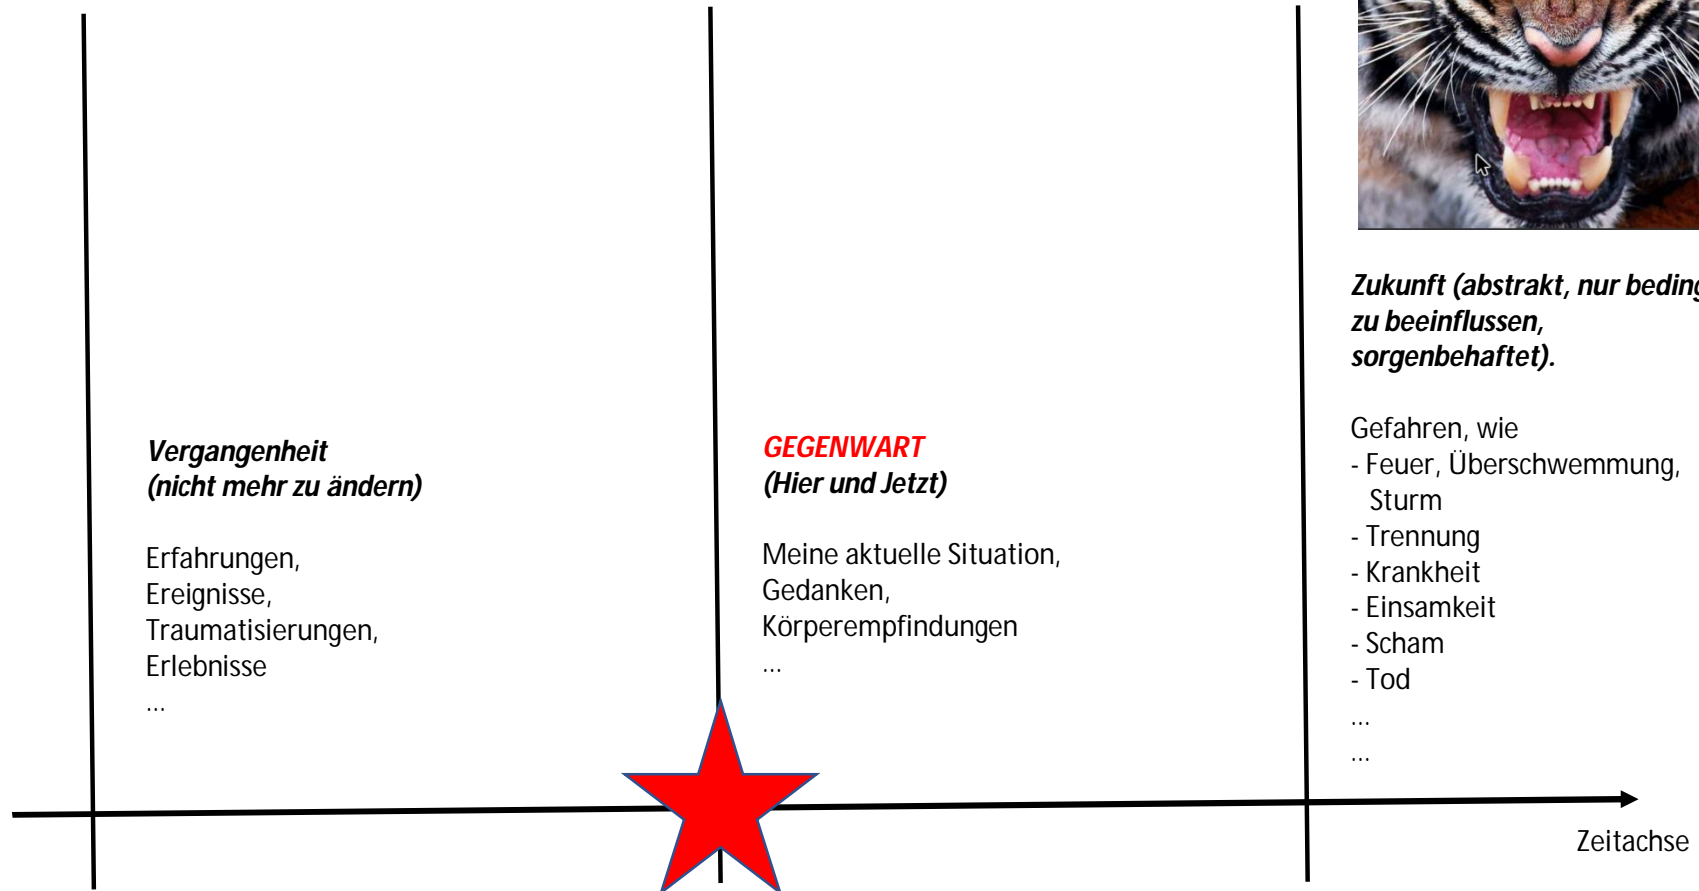 Vergangenheit
(nicht mehr zu ändern)
Erfahrungen,
Ereignisse,
Traumatisierungen,
Erlebnisse
...
GEGENWART
(Hier und Jetzt)
Meine aktuelle Situation,
Gedanken,
Körperempfindungen
...
Zukunft (abstrakt, nur beding
zu beeinflussen,
sorgenbehaftet).
Gefahren, wie
- Feuer, Überschwemmung,
Sturm
- Trennung
- Krankheit
- Einsamkeit
- Scham
- Tod
...
...
Zeitachse